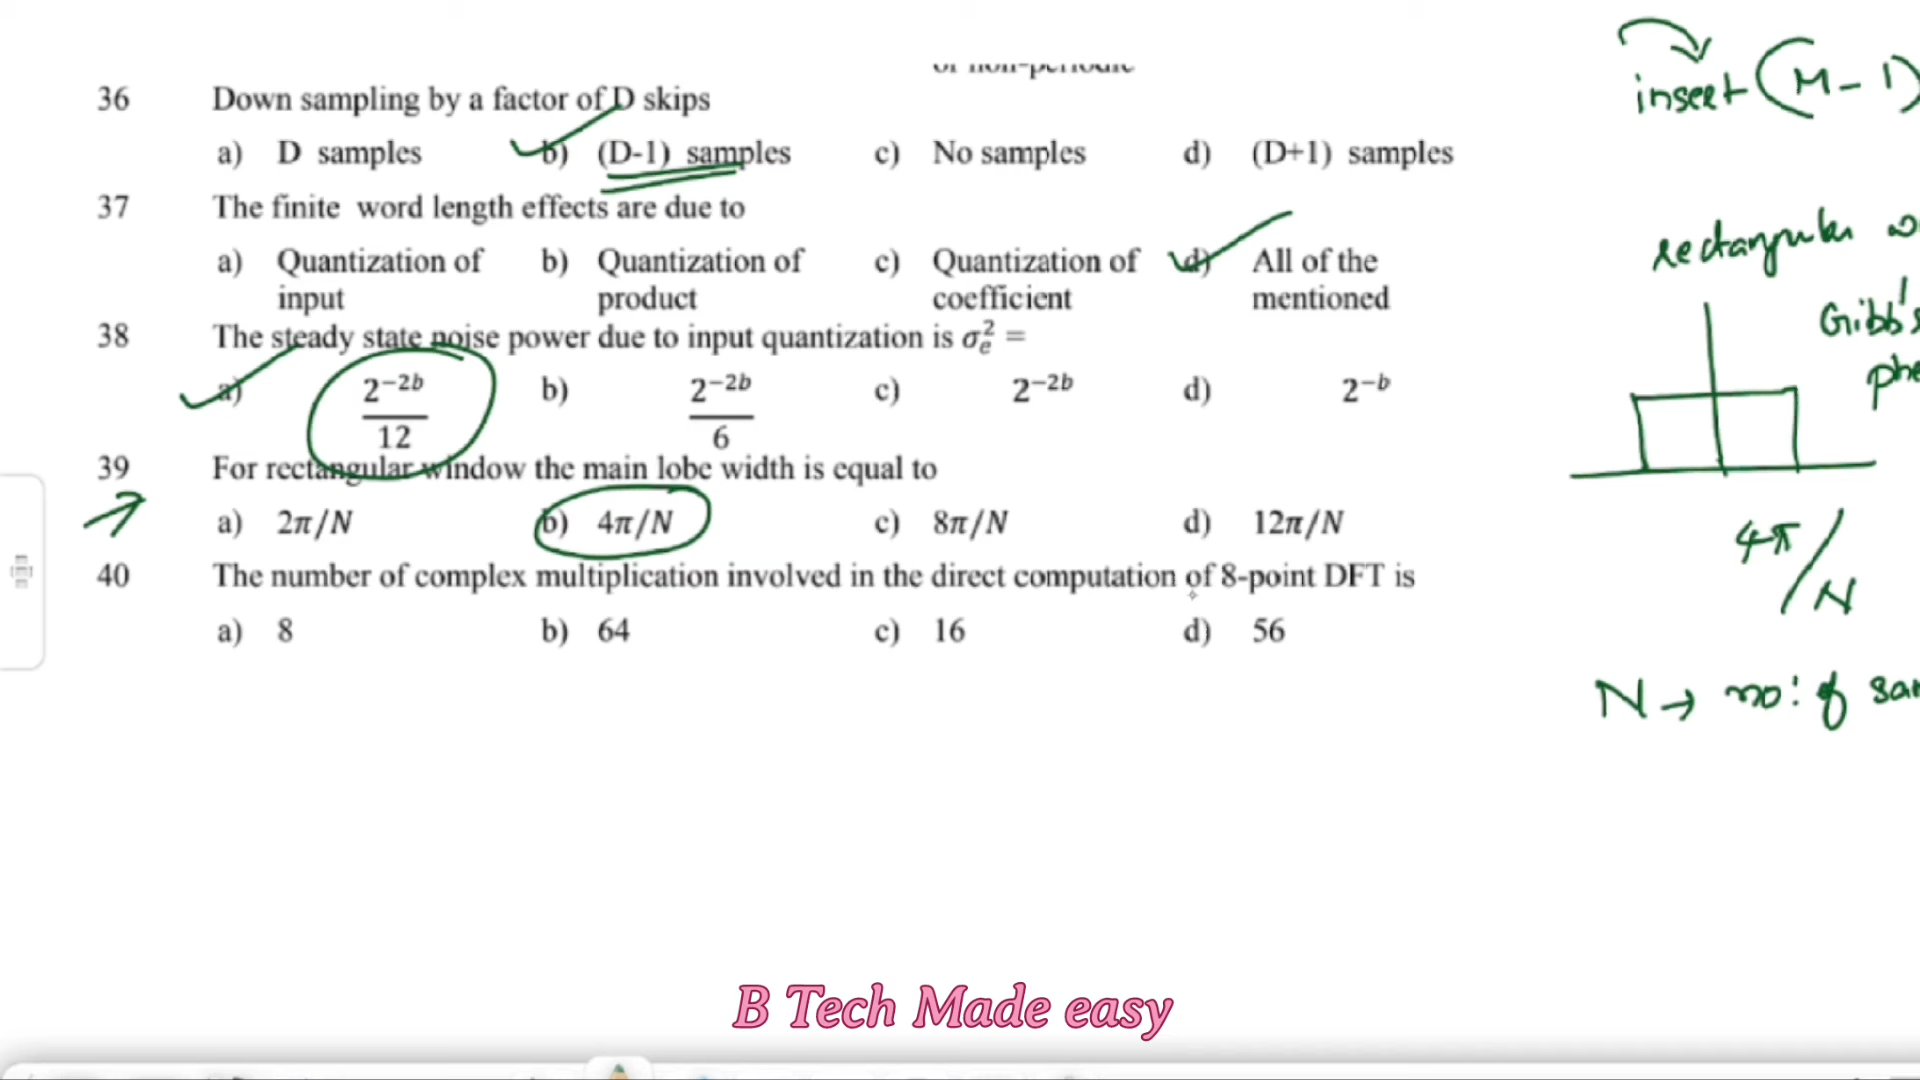 of non-periodic
36 Down sampling by a factor of D skips
a) D samples b) (D-1) samples c) No samples d) (D+1) samples
37 The finite word length effects are due to
a) Quantization of input b) Quantization of product c) Quantization of coefficient d) All of the mentioned
38 The steady state noise power due to input quantization is σₑ² =
a) 2⁻²ᵇ/12 b) 2⁻²ᵇ/6 c) 2⁻²ᵇ d) 2⁻ᵇ
39 For rectangular window the main lobe width is equal to
a) 2π/N b) 4π/N c) 8π/N d) 12π/N
40 The number of complex multiplication involved in the direct computation of 8-point DFT is
a) 8 b) 64 c) 16 d) 56
insert (M-1)
rectangular
Gibb's
4π/N
N → no: of
B Tech Made easy